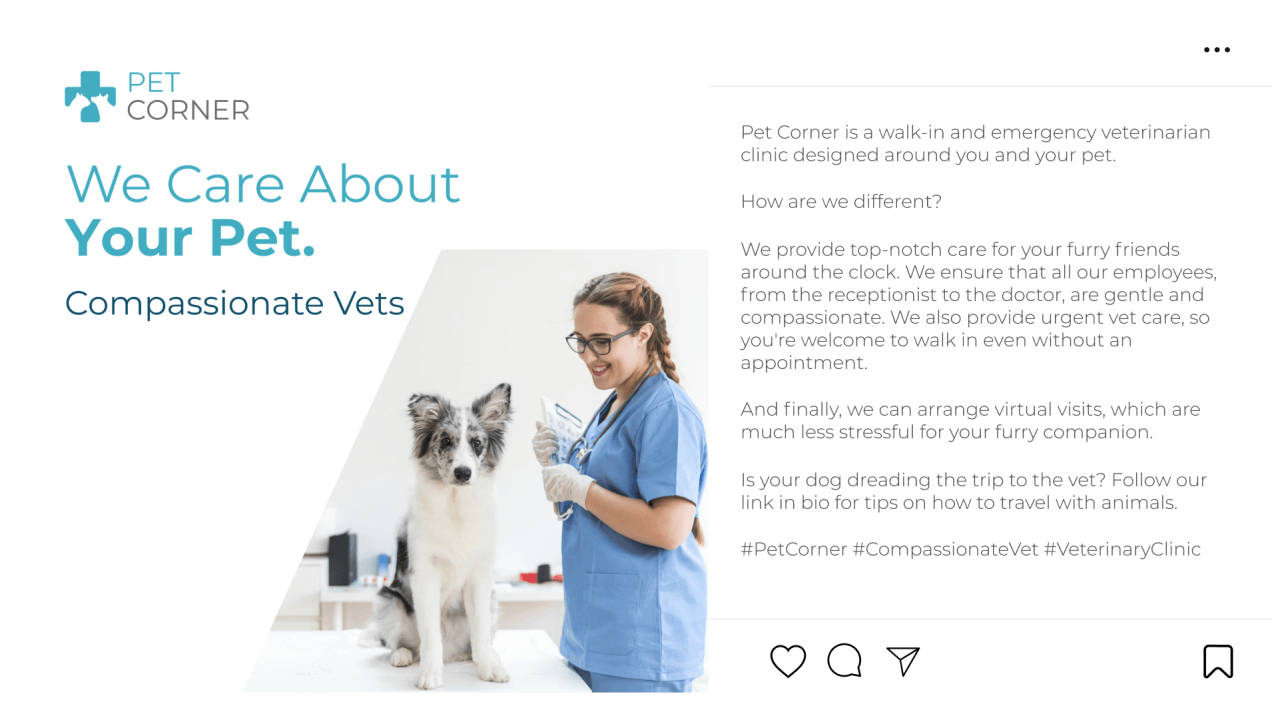 PET
CORNER
We Care About
Your Pet.
Compassionate Vets
Pet Corner is a walk-in and emergency veterinarian
clinic designed around you and your pet.
How are we different?
We provide top-notch care for your furry friends
around the clock. We ensure that all our employees,
from the receptionist to the doctor, are gentle and
compassionate. We also provide urgent vet care, so
you're welcome to walk in even without an
appointment.
And finally, we can arrange virtual visits, which are
much less stressful for your furry companion.
Is your dog dreading the trip to the vet? Follow our
link in bio for tips on how to travel with animals.
#PetCorner #CompassionateVet #VeterinaryClinic